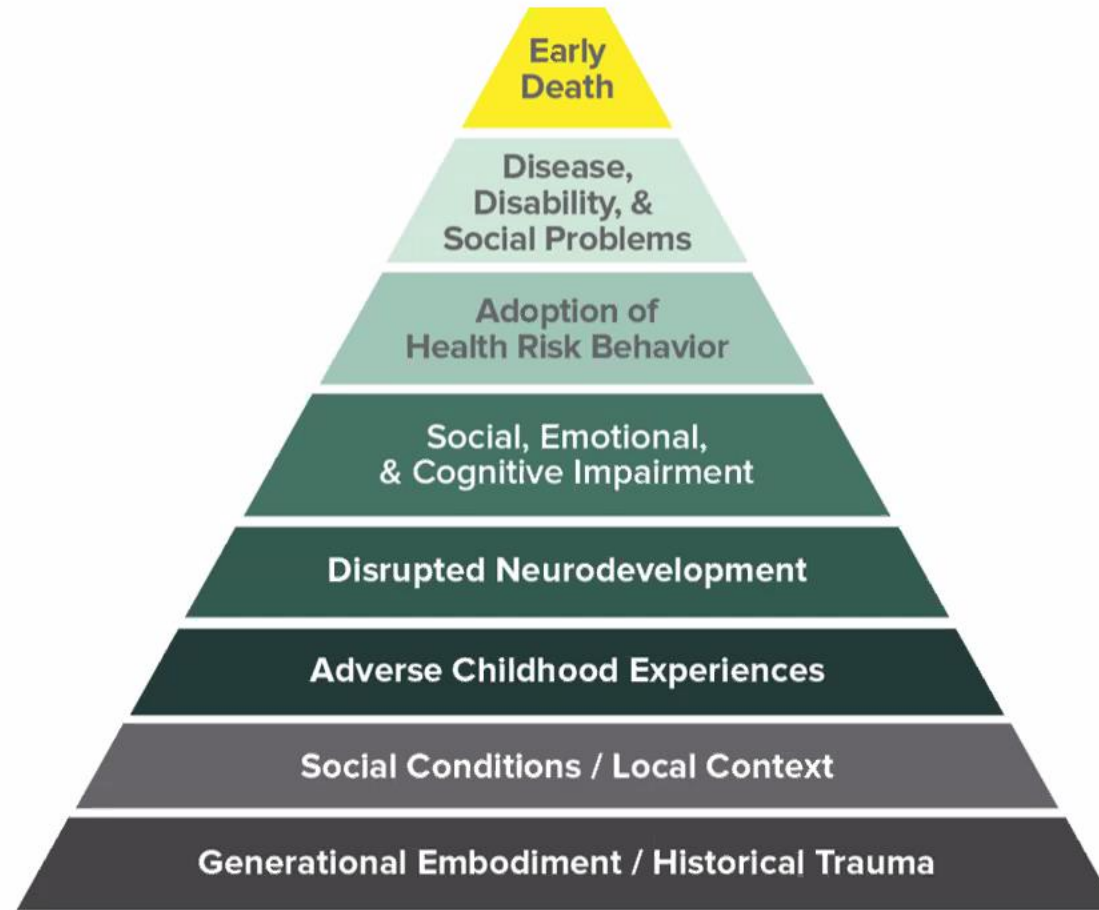 Early
Death
Disease,
Disability, &
Social Problems
Adoption of
Health Risk Behavior
Social, Emotional,
& Cognitive Impairment
Disrupted Neurodevelopment
Adverse Childhood Experiences
Social Conditions / Local Context
Generational Embodiment / Historical Trauma